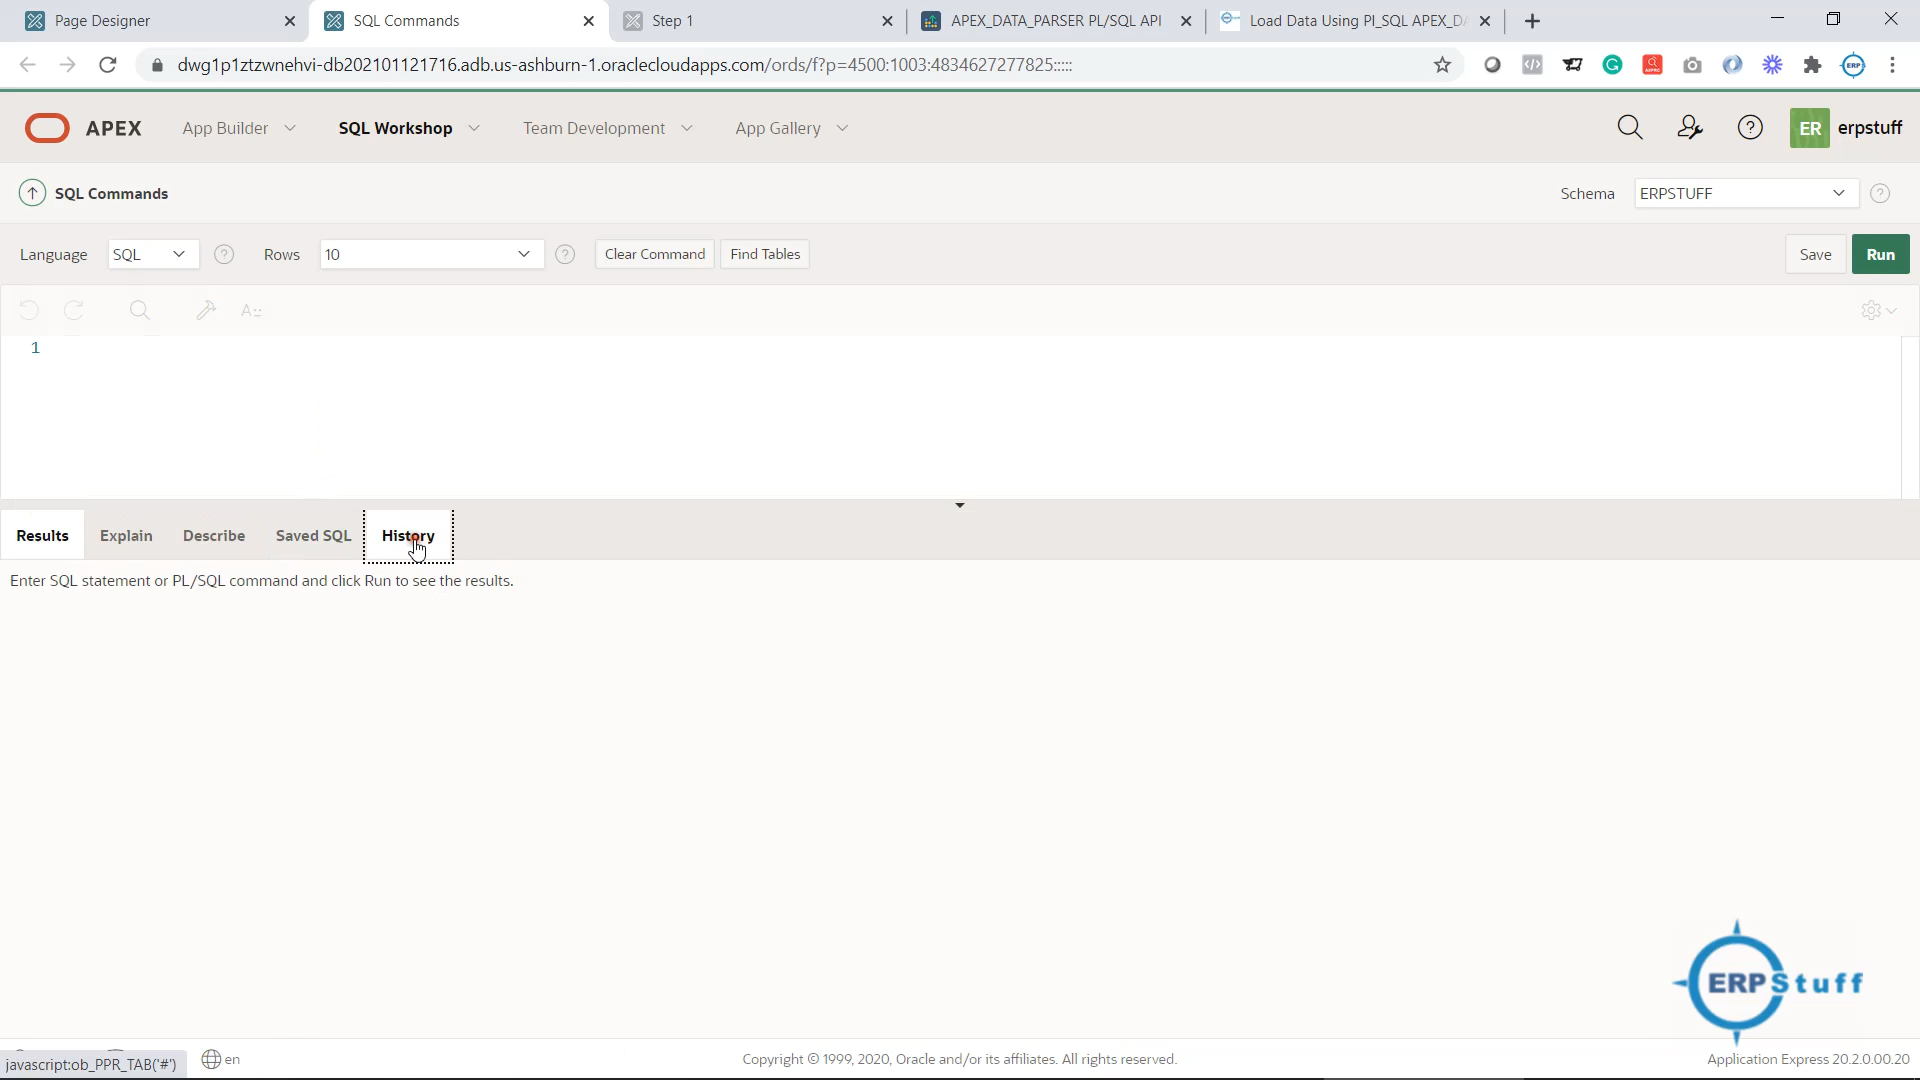 Page Designer
SQL Commands
Step 1
APEX_DATA_PARSER PL/SQL API
Load Data Using Pl_SQL APEX_DA
dwg1p1ztzwnehvi-db202101121716.adb.us-ashburn-1.oraclecloudapps.com/ords/f?p=4500:1003:4834627277825:::::
APEX
App Builder
SQL Workshop
Team Development
App Gallery
ER
erpstuff
SQL Commands
Schema
ERPSTUFF
Language
SQL
Rows
10
Clear Command
Find Tables
Save
Run
1
Results
Explain
Describe
Saved SQL
History
Enter SQL statement or PL/SQL command and click Run to see the results.
ERPStuff
javascript:ob_PPR_TAB('#')
en
Copyright © 1999, 2020, Oracle and/or its affiliates. All rights reserved.
Application Express 20.2.0.00.20